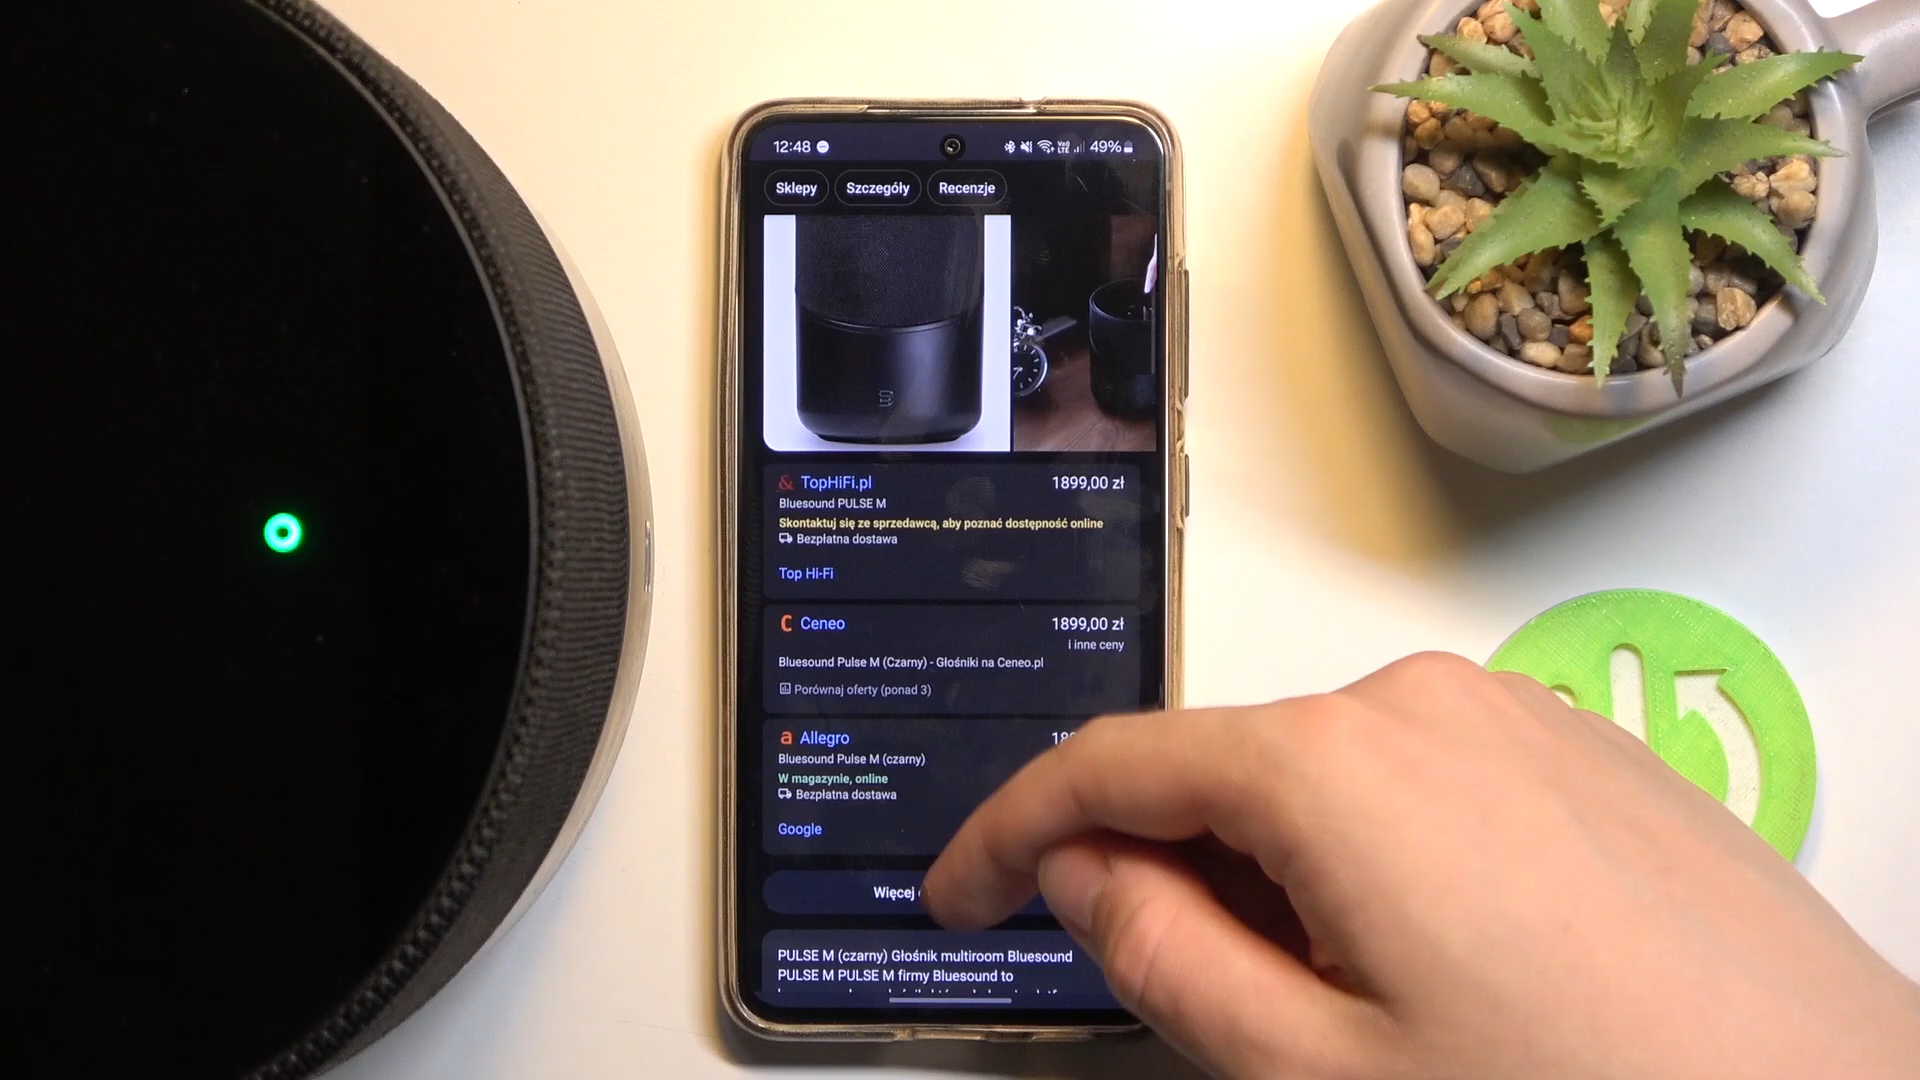 12:48
49%
Sklepy
Szczegóły
Recenzje
TopHiFi.pl
1899,00 zł
Bluesound PULSE M
Skontaktuj się ze sprzedawcą, aby poznać dostępność online
Bezpłatna dostawa
Top Hi-Fi
Ceneo
1899,00 zł
i inne ceny
Bluesound Pulse M (Czarny) - Głośniki na Ceneo.pl
Porównaj oferty (ponad 3)
Allegro
Bluesound Pulse M (czarny)
W magazynie, online
Bezpłatna dostawa
Google
Więcej
PULSE M (czarny) Głośnik multiroom Bluesound
PULSE M PULSE M firmy Bluesound to